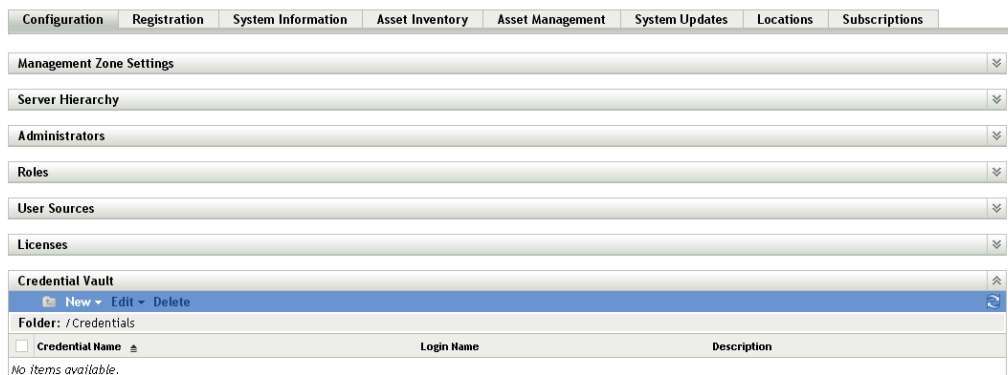 Configuration Registration System Information Asset Inventory Asset Management System Updates Locations Subscriptions
Management Zone Settings
Server Hierarchy
Administrators
Roles
User Sources
Licenses
Credential Vault
New Edit Delete
Folder: / Credentials
Credential Name Login Name Description
No items available.